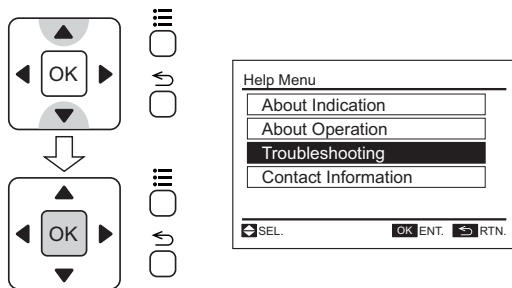 OK
OK
Help Menu
About Indication
About Operation
Troubleshooting
Contact Information
SEL. OK ENT. RTN.